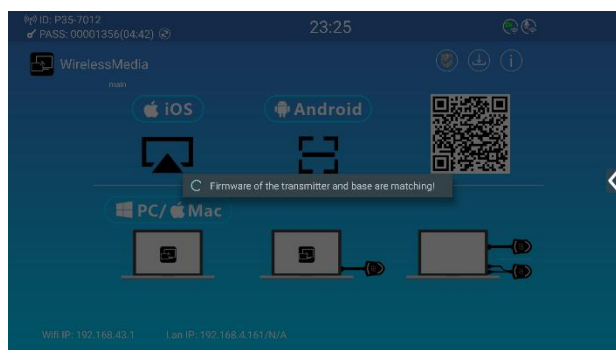 ID: P35-7012
PASS: 00001356(04:42)
23:25
WirelessMedia
main
iOS
Android
Firmware of the transmitter and base are matching!
PC/ Mac
Wifi IP: 192.168.43.1 Lan IP: 192.168.4.161/N/A